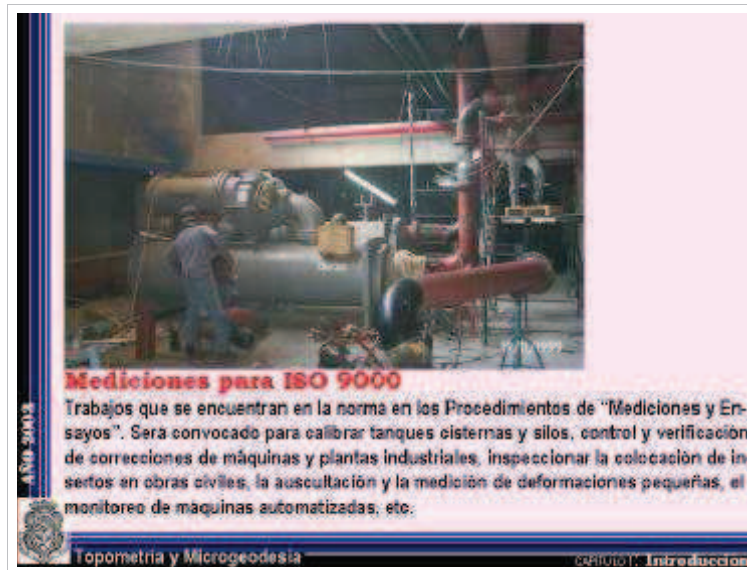 Mediciones para ISO 9000
Trabajos que se encuentran en la norma en los Procedimientos de “Mediciones y En-
sayos”. Será convocado para calibrar tanques cisternas y silos, control y verificación
de correcciones de máquinas y plantas industriales, inspeccionar la colocación de in-
sertos en obras civiles, la auscultación y la medición de deformaciones pequeñas, el
monitoreo de máquinas automatizadas, etc.
AÑO 2002
Topometría y Microgeodesia
CAPITULO I: Introducción